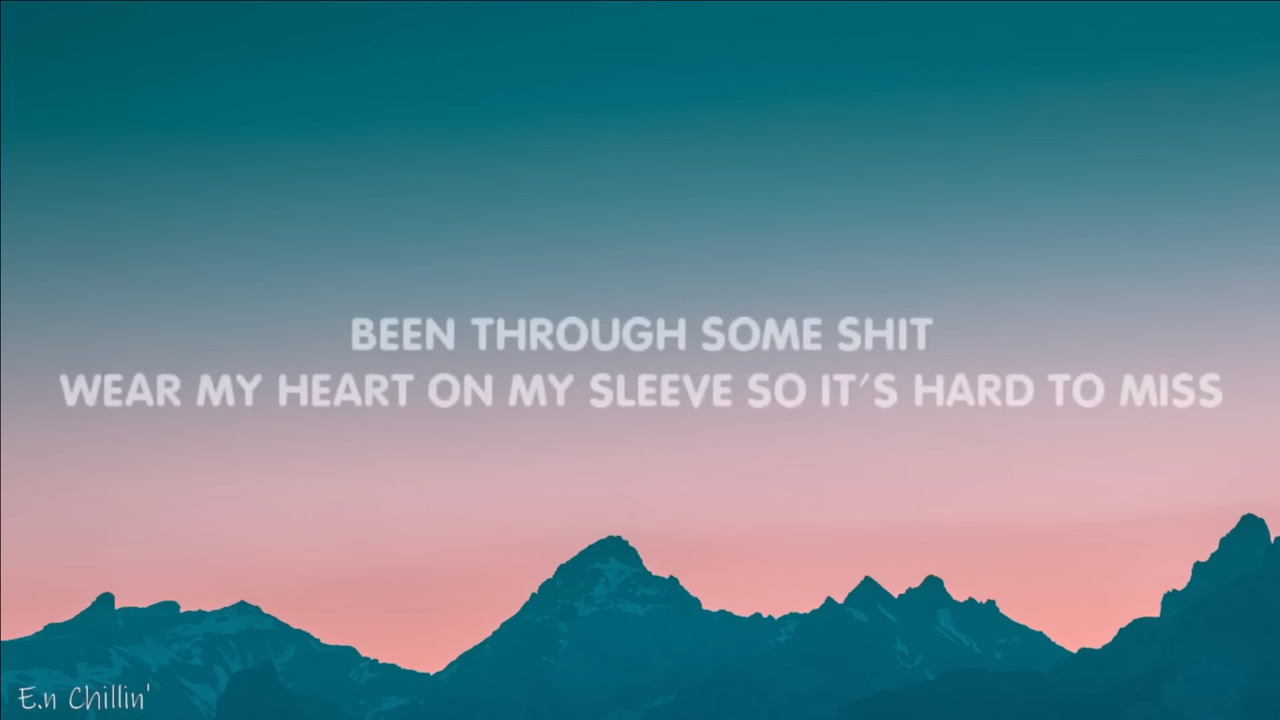 BEEN THROUGH SOME SHIT
WEAR MY HEART ON MY SLEEVE SO IT'S HARD TO MISS
E.n Chillin'